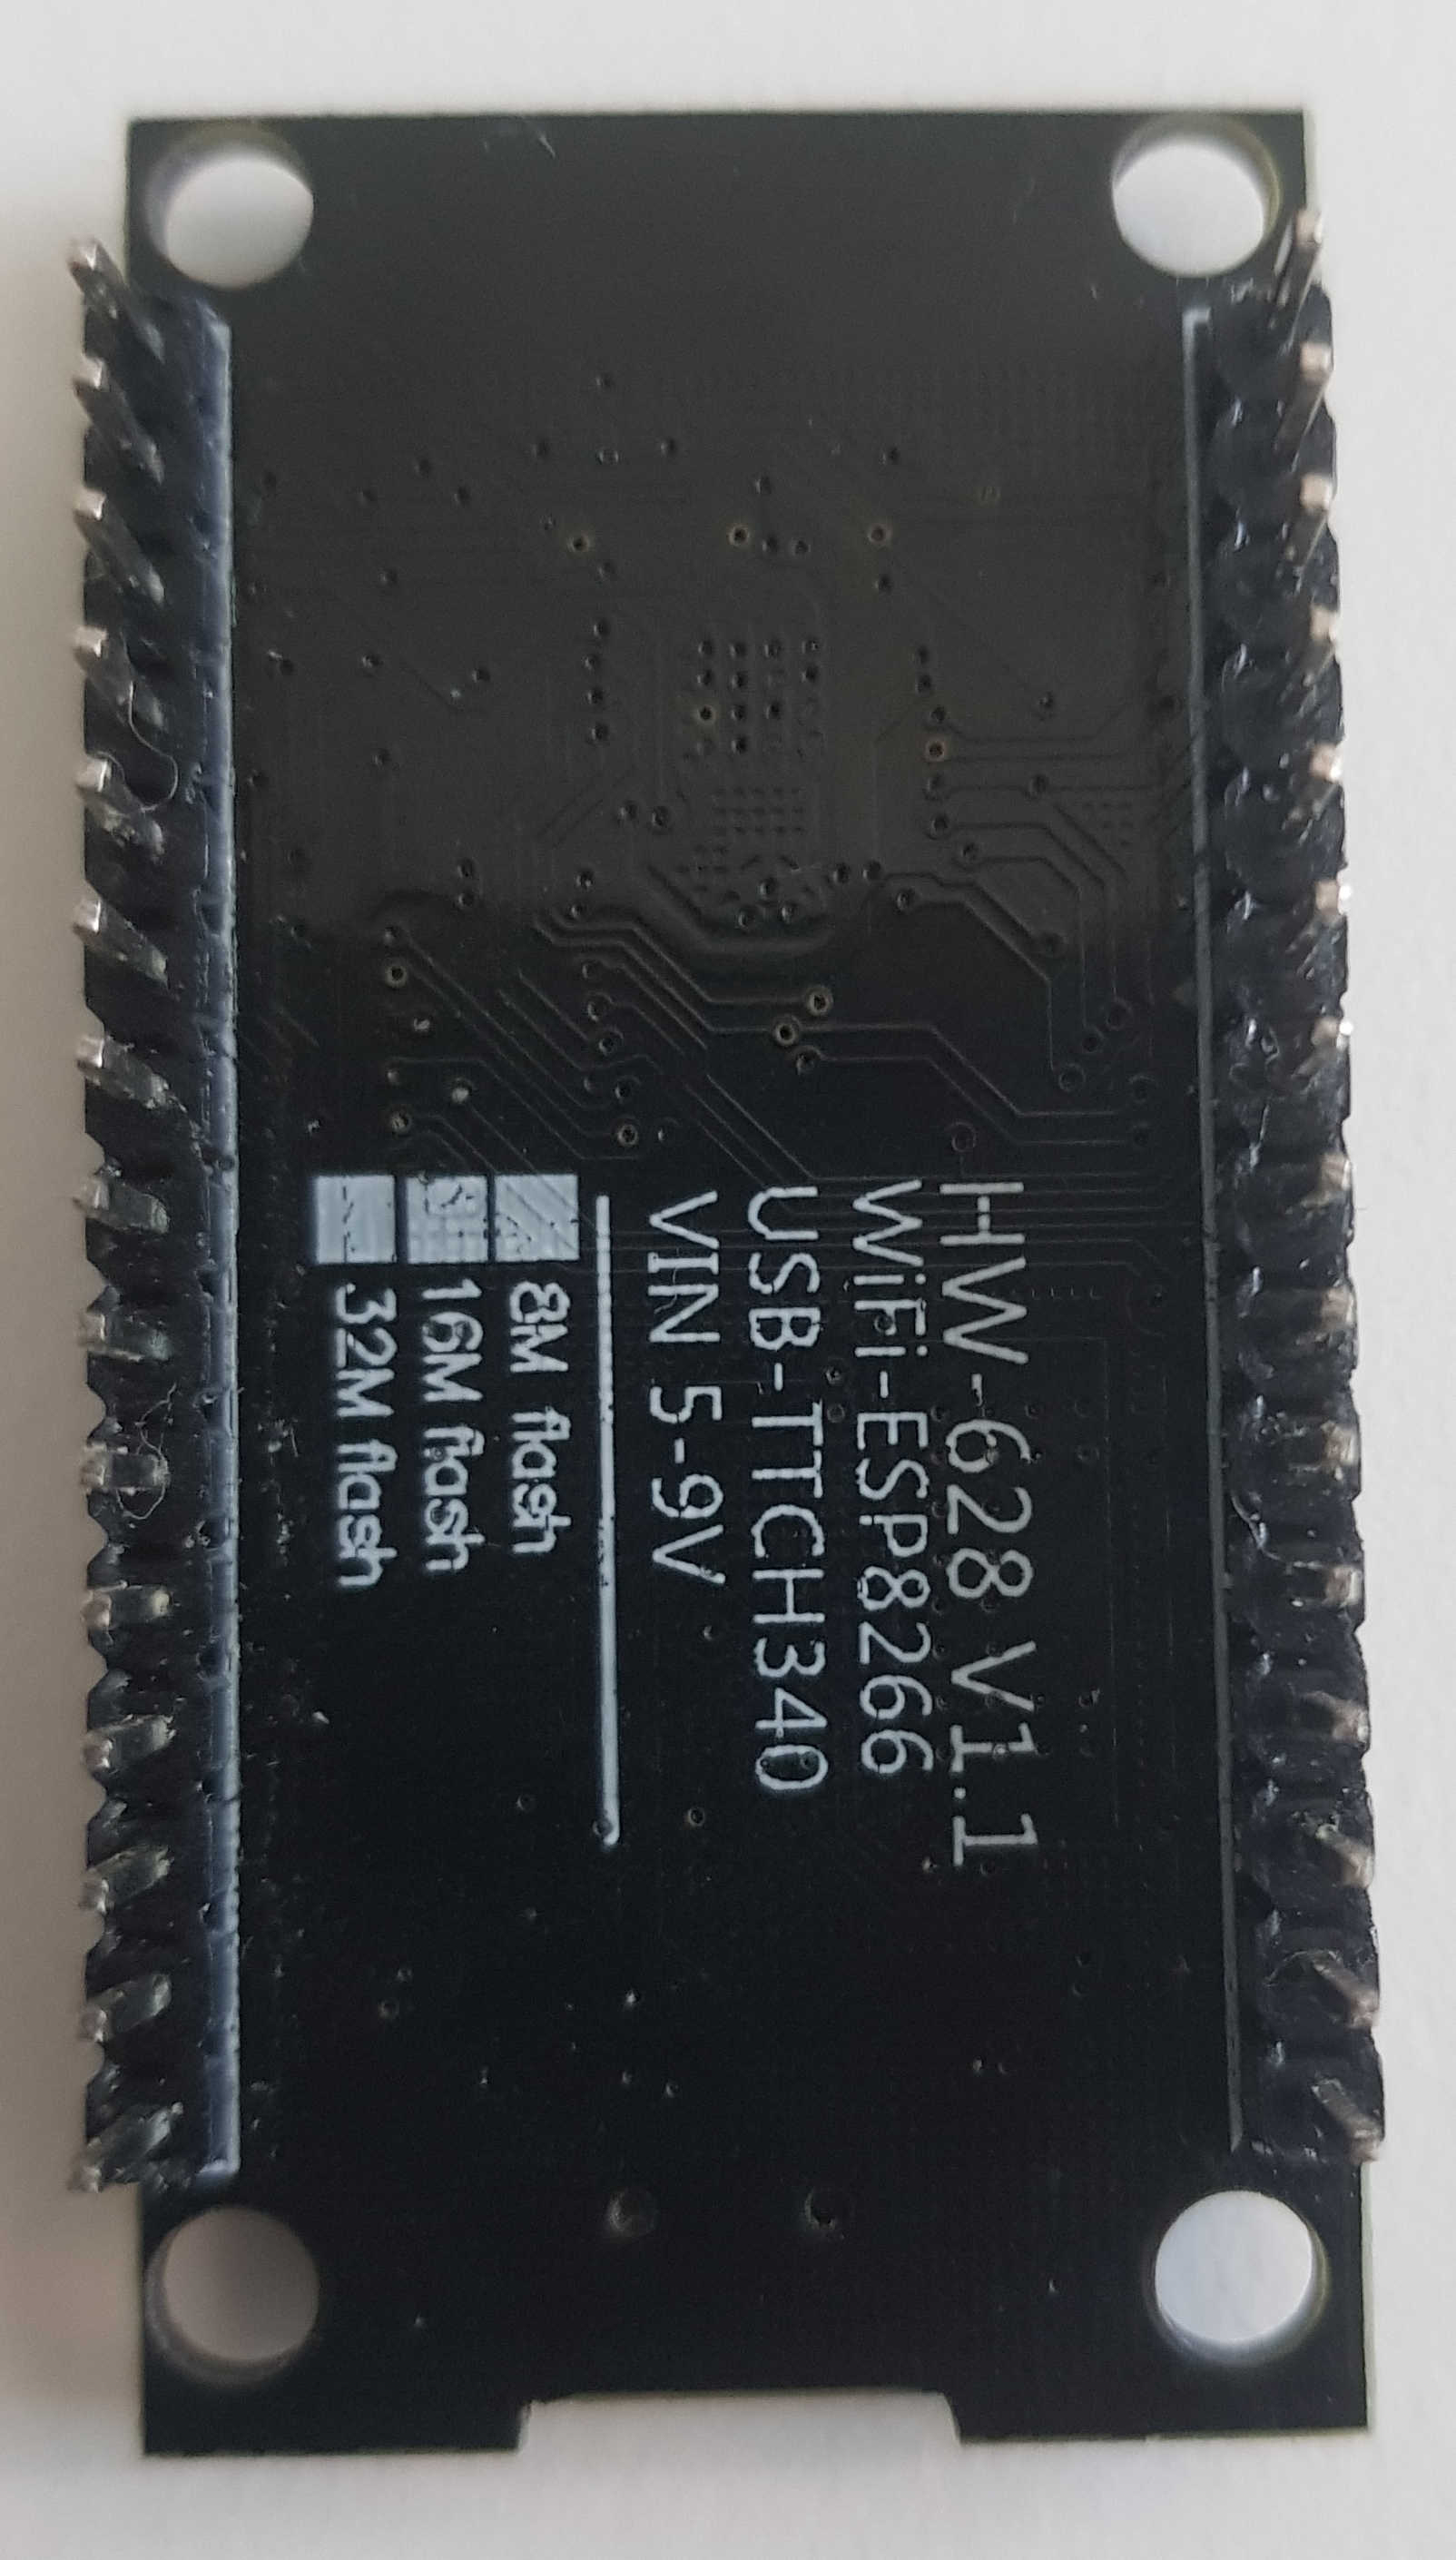 HW-628 V1.1
WiFi-ESP8266
USB-TTCH340
VIN 5-9V
8M flash
16M flash
32M flash